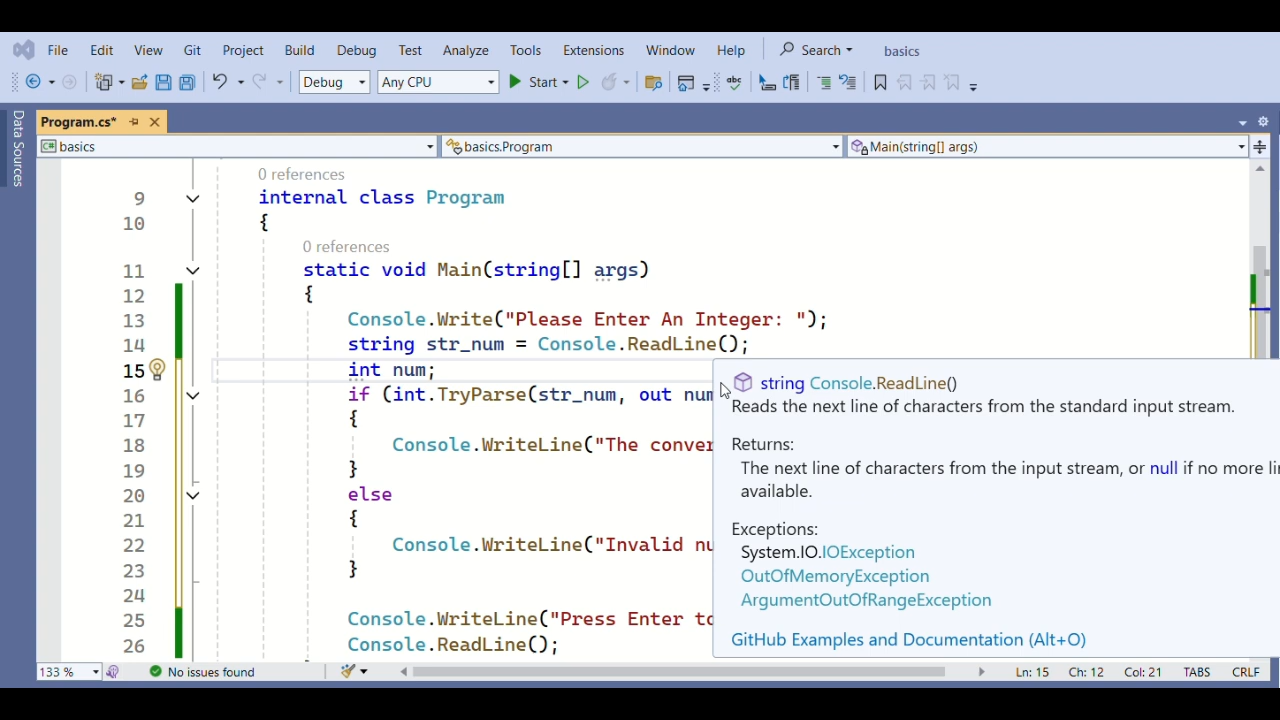 File Edit View Git Project Build Debug Test Analyze Tools Extensions Window Help Search basics
Debug Any CPU Start
Program.cs*
Data Sources
basics basics.Program Main(string[] args)
0 references
9 internal class Program
10 {
0 references
11 static void Main(string[] args)
12 {
13 Console.Write("Please Enter An Integer: ");
14 string str_num = Console.ReadLine();
15 int num;
16 if (int.TryParse(str_num, out num
17 {
18 Console.WriteLine("The conver
19 }
20 else
21 {
22 Console.WriteLine("Invalid nu
23 }
24
25 Console.WriteLine("Press Enter to
26 Console.ReadLine();
string Console.ReadLine()
Reads the next line of characters from the standard input stream.
Returns:
The next line of characters from the input stream, or null if no more li
available.
Exceptions:
System.IO.IOException
OutOfMemoryException
ArgumentOutOfRangeException
GitHub Examples and Documentation (Alt+O)
133 % No issues found Ln: 15 Ch: 12 Col: 21 TABS CRLF